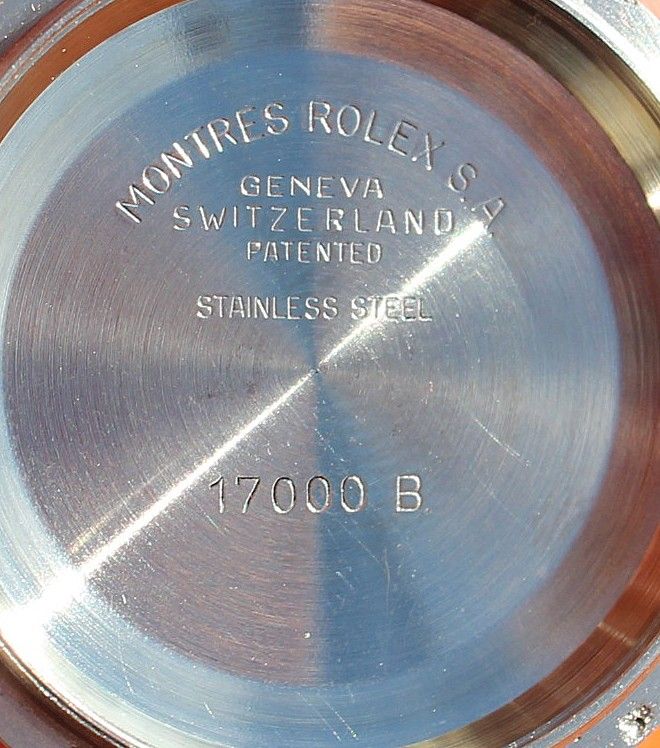 MONTRES ROLEX S.A.
GENEVA
SWITZERLAND
PATENTED
STAINLESS STEEL
17000 B